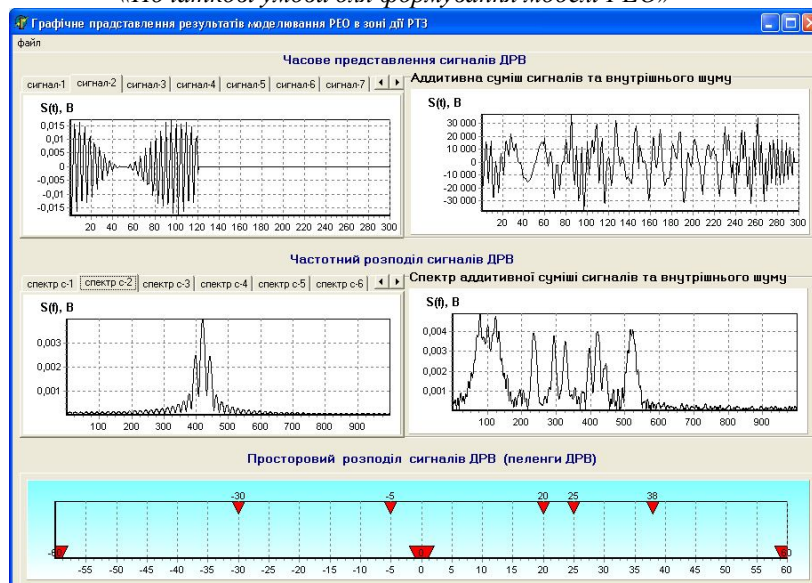 «Початкові умови для формування моделі РЕО»
Графічне прадставлення результатів моделювання РЕО в зоні дії РТЗ
файл
Часове представлення сигналів ДРВ
сигнал-1 сигнал-2 сигнал-3 сигнал-4 сигнал-5 сигнал-6 сигнал-7
S(t), В
0,015
0,01
0,005
0
-0,005
-0,01
-0,015
20 40 60 80 100 120 140 160 180 200 220 240 260 280 300
Аддитивна суміш сигналів та внутрішнього шуму
S(t), В
30 000
20 000
10 000
0
-10 000
-20 000
-30 000
20 40 60 80 100 120 140 160 180 200 220 240 260 280 300
Частотний розподіл сигналів ДРВ
спектр с-1 спектр с-2 спектр с-3 спектр с-4 спектр с-5 спектр с-6
S(f), В
0,003
0,002
0,001
100 200 300 400 500 600 700 800 900
Спектр аддитивної суміші сигналів та внутрішнього шуму
S(f), В
0,004
0,003
0,002
0,001
100 200 300 400 500 600 700 800 900
Просторовий розподіл сигналів ДРВ (пеленги ДРВ)
-30 -5 20 25 38
-60 0 60
-55 -50 -45 -40 -35 -30 -25 -20 -15 -10 -5 0 5 10 15 20 25 30 35 40 45 50 55 60